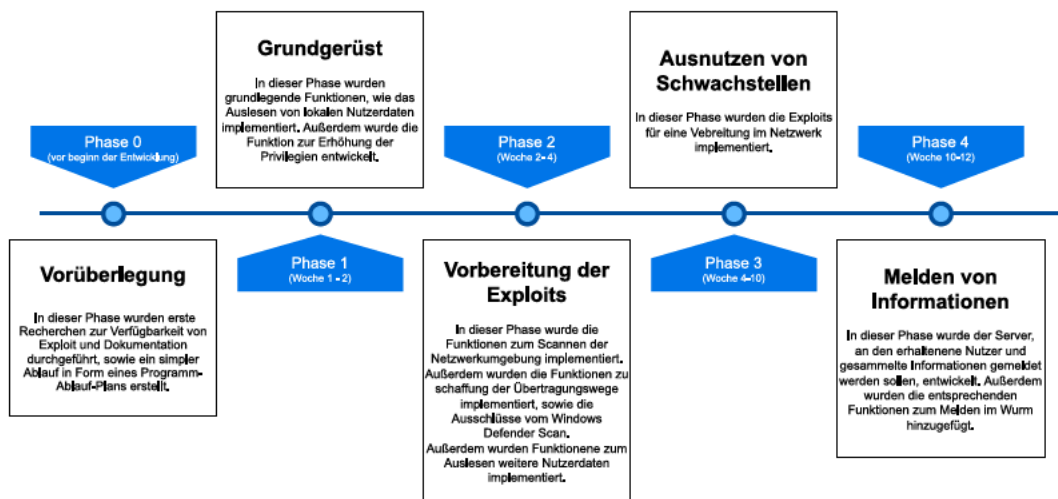 Phase 0
(vor beginn der Entwicklung)
Vorüberlegung
In dieser Phase wurden erste
Recherchen zur Verfügbarkeit von
Exploit und Dokumentation
durchgeführt, sowie ein simpler
Ablauf in Form eines Programm-
Ablauf-Plans erstellt.
Grundgerüst
In dieser Phase wurden
grundlegende Funktionen, wie das
Auslesen von lokalen Nutzerdaten
implementiert. Außerdem wurde die
Funktion zur Erhöhung der
Privilegien entwickelt.
Phase 1
(Woche 1 - 2)
Phase 2
(Woche 2- 4)
Vorbereitung der
Exploits
In dieser Phase wurde die
Funktionen zum Scannen der
Netzwerkumgebung implementiert.
Außerdem wurden die Funktionen zu
schaffung der Übertragungswege
implementiert, sowie die
Ausschlüsse vom Windows
Defender Scan.
Außerdem wurden Funktionene zum
Auslesen weitere Nutzerdaten
implementiert.
Ausnutzen von
Schwachstellen
In dieser Phase wurden die Exploits
für eine Vebreitung im Netzwerk
implementiert.
Phase 3
(Woche 4-10)
Phase 4
(Woche 10-12)
Melden von
Informationen
In dieser Phase wurde der Server,
an den erhaltenene Nutzer und
gesammelte Informationen gemeldet
werden sollen, entwickelt. Außerdem
wurden die entsprechenden
Funktionen zum Melden im Wurm
hinzugefügt.